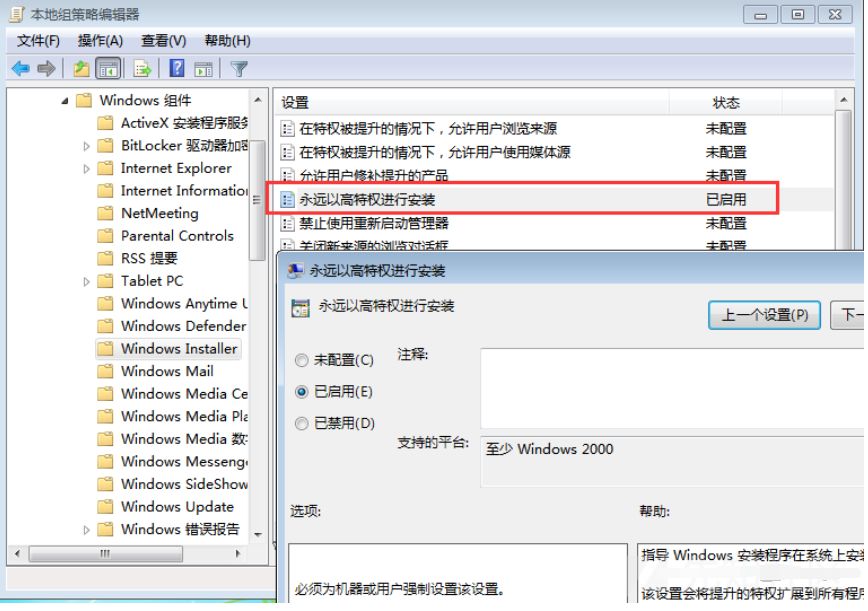 本地组策略编辑器
文件(F) 操作(A) 查看(V) 帮助(H)
Windows 组件
ActiveX 安装程序服务
BitLocker 驱动器加密
Internet Explorer
Internet Information
NetMeeting
Parental Controls
RSS 提要
Tablet PC
Windows Anytime U
Windows Defender
Windows Installer
Windows Mail
Windows Media Ce
Windows Media Pla
Windows Media 数字
Windows Messenge
Windows SideShow
Windows Update
Windows 错误报告
设置 状态
在特权被提升的情况下，允许用户浏览来源 未配置
在特权被提升的情况下，允许用户使用媒体源 未配置
允许用户修补提升的产品 未配置
永远以高特权进行安装 已启用
禁止使用重新启动管理器 未配置
关闭新来源的浏览对话框 未配置
永远以高特权进行安装
永远以高特权进行安装
上一个设置(P) 下一
未配置(C) 注释:
已启用(E)
已禁用(D)
支持的平台: 至少 Windows 2000
选项: 帮助:
必须为机器或用户强制设置该设置。
指导 Windows 安装程序在系统上安装
该设置会将提升的特权扩展到所有程序